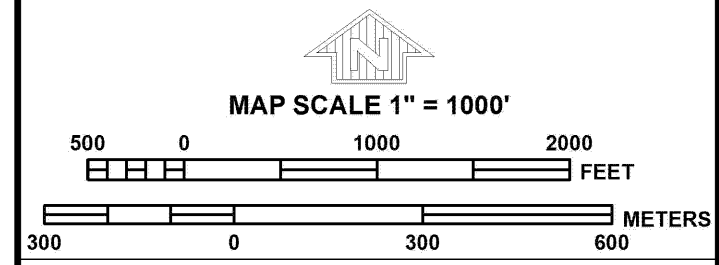 N
MAP SCALE 1" = 1000'
500 0 1000 2000
FEET
METERS
300 0 300 600